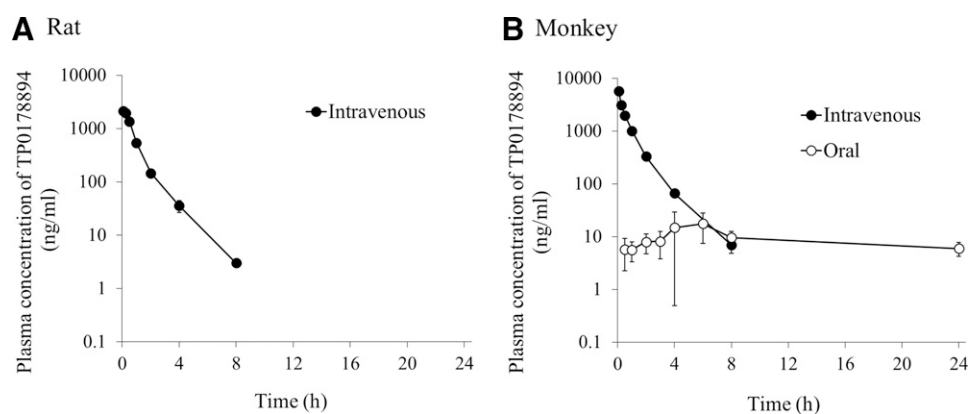 A Rat
Plasma concentration of TP0178894
(ng/ml)
10000
1000
100
10
1
0.1
0 4 8 12 16 20 24
Time (h)
Intravenous
B Monkey
Plasma concentration of TP0178894
(ng/ml)
10000
1000
100
10
1
0.1
0 4 8 12 16 20 24
Time (h)
Intravenous
Oral